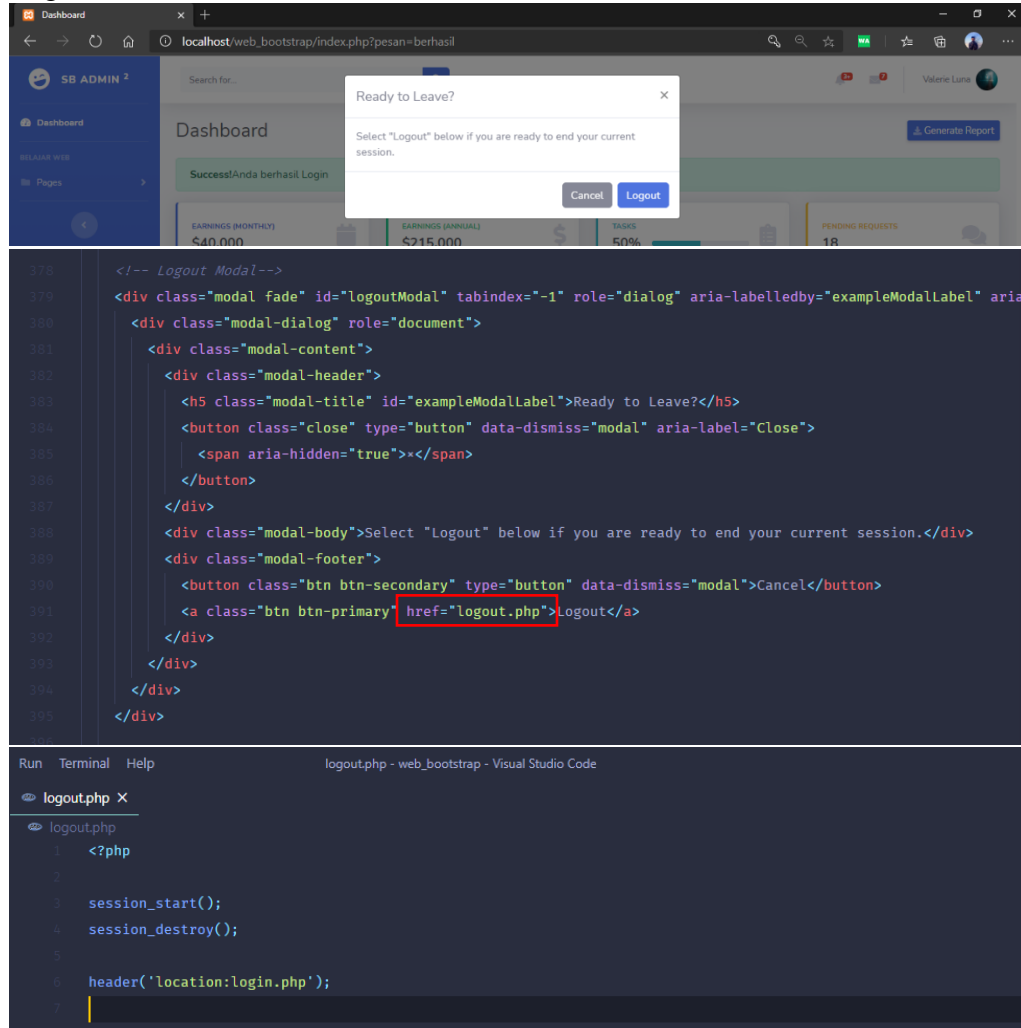 Dashboard
localhost/web_bootstrap/index.php?pesan=berhasil
WA
SB ADMIN 2
Search for...
Valerie Luna
Ready to Leave? ×
Select "Logout" below if you are ready to end your current
session.
Cancel Logout
Dashboard
Dashboard
Generate Report
BELAJAR WEB
Pages
Success!Anda berhasil Login
EARNINGS (MONTHLY)
$40,000
EARNINGS (ANNUAL)
$215,000
TASKS
50%
PENDING REQUESTS
18
378 <!-- Logout Modal-->
379 <div class="modal fade" id="logoutModal" tabindex="-1" role="dialog" aria-labelledby="exampleModalLabel" aria
380 <div class="modal-dialog" role="document">
381 <div class="modal-content">
382 <div class="modal-header">
383 <h5 class="modal-title" id="exampleModalLabel">Ready to Leave?</h5>
384 <button class="close" type="button" data-dismiss="modal" aria-label="Close">
385 <span aria-hidden="true">×</span>
386 </button>
387 </div>
388 <div class="modal-body">Select "Logout" below if you are ready to end your current session.</div>
389 <div class="modal-footer">
390 <button class="btn btn-secondary" type="button" data-dismiss="modal">Cancel</button>
391 <a class="btn btn-primary" href="logout.php">Logout</a>
392 </div>
393 </div>
394 </div>
395 </div>
396
Run Terminal Help logout.php - web_bootstrap - Visual Studio Code
logout.php ×
logout.php
1 <?php
2
3 session_start();
4 session_destroy();
5
6 header('location:login.php');
7